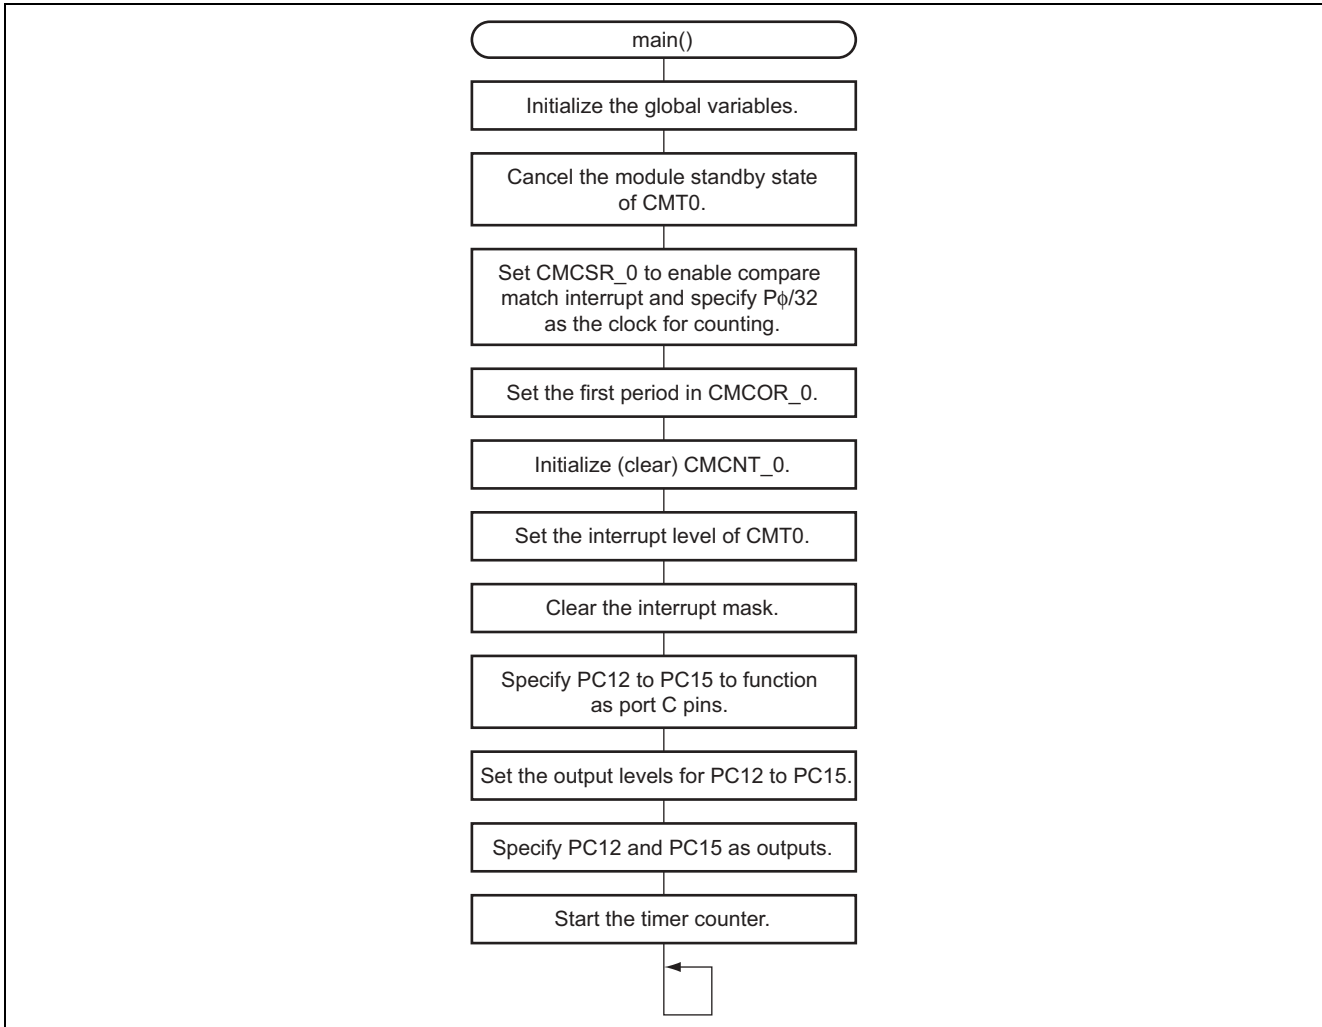 main()
Initialize the global variables.
Cancel the module standby state
of CMT0.
Set CMCSR_0 to enable compare
match interrupt and specify Pϕ/32
as the clock for counting.
Set the first period in CMCOR_0.
Initialize (clear) CMCNT_0.
Set the interrupt level of CMT0.
Clear the interrupt mask.
Specify PC12 to PC15 to function
as port C pins.
Set the output levels for PC12 to PC15.
Specify PC12 and PC15 as outputs.
Start the timer counter.